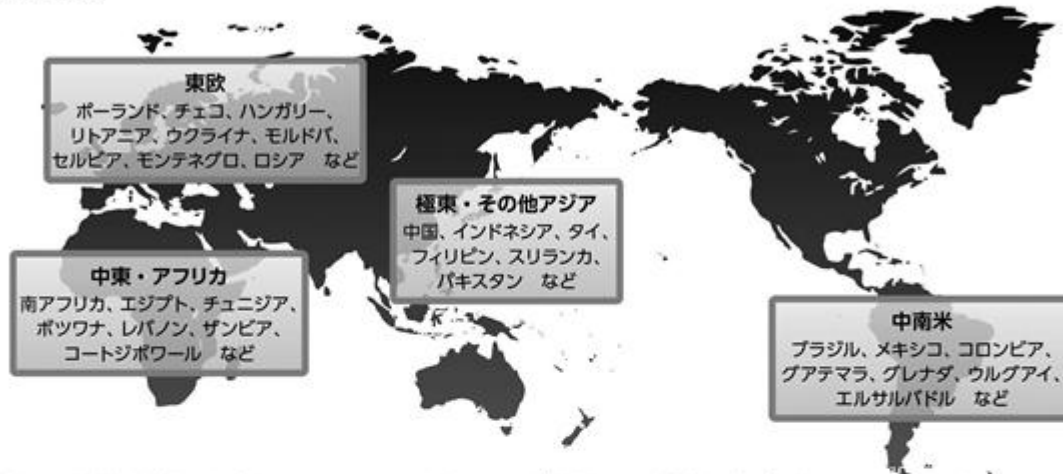 東欧
ポーランド、チェコ、ハンガリー、
リトアニア、ウクライナ、モルドバ、
セルビア、モンテネグロ、ロシア　など
極東・その他アジア
中国、インドネシア、タイ、
フィリピン、スリランカ、
パキスタン　など
中東・アフリカ
南アフリカ、エジプト、チュニジア、
ボツワナ、レバノン、ザンビア、
コートジボワール　など
中南米
ブラジル、メキシコ、コロンビア、
グアテマラ、グレナダ、ウルグアイ、
エルサルバドル　など